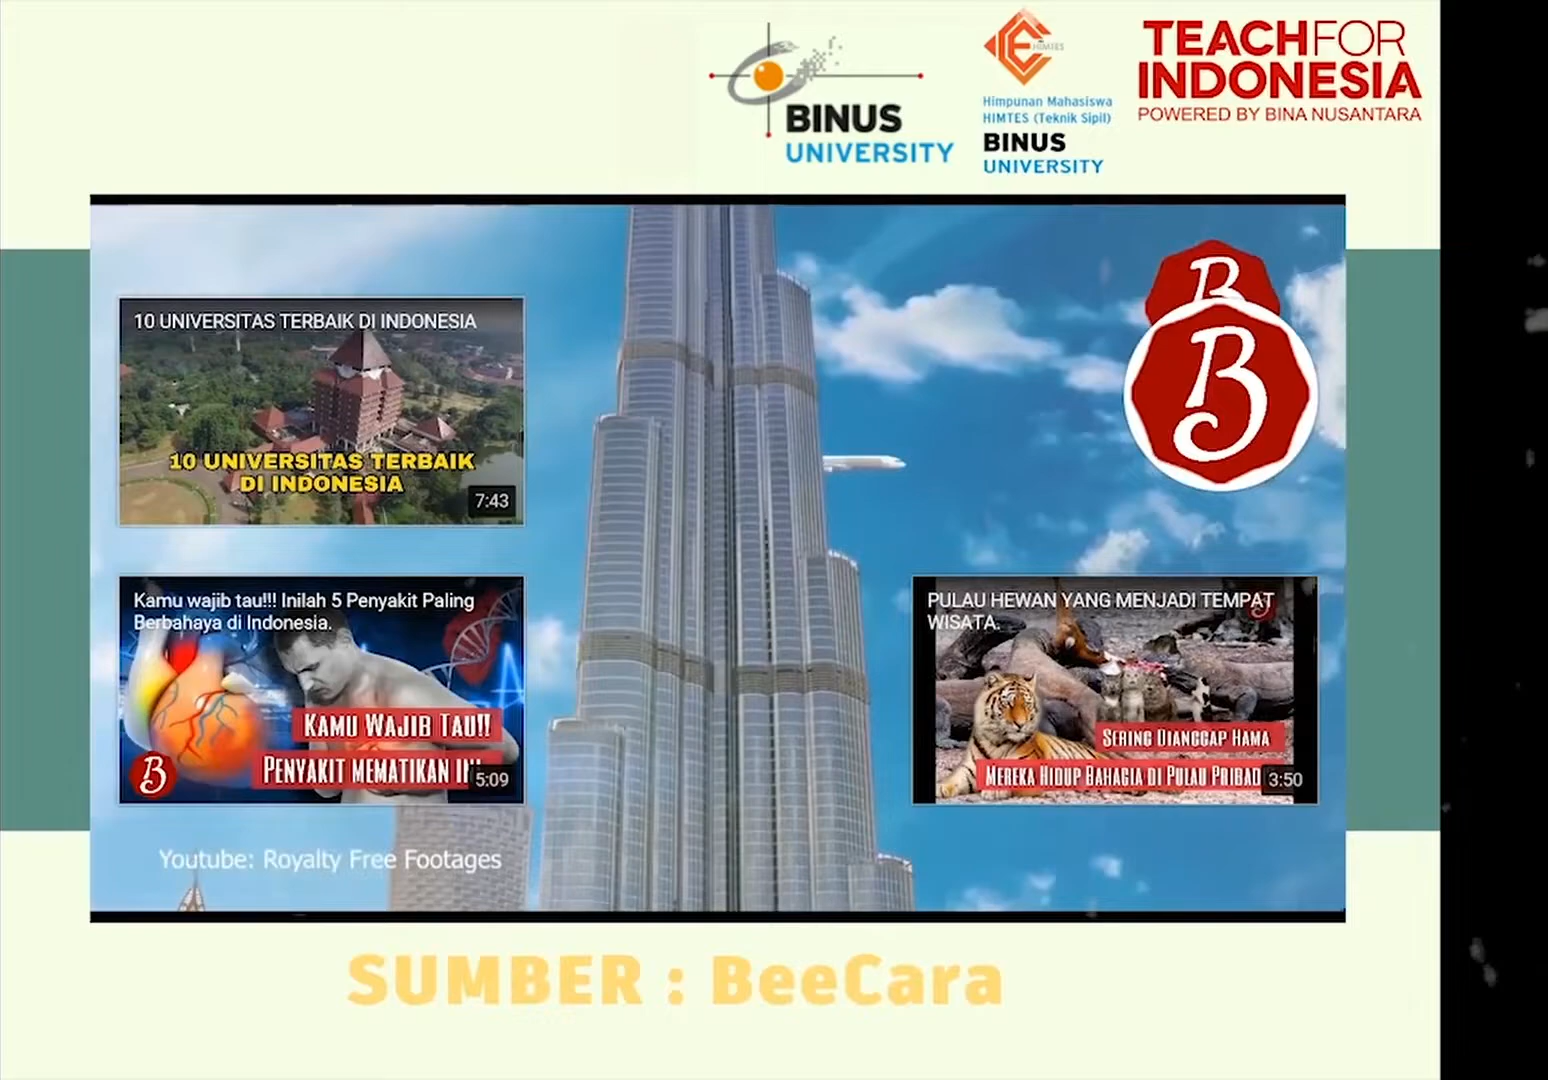 BINUS
UNIVERSITY
HIMTES
Himpunan Mahasiswa
HIMTES (Teknik Sipil)
BINUS
UNIVERSITY
TEACHFOR
INDONESIA
POWERED BY BINA NUSANTARA
10 UNIVERSITAS TERBAIK DI INDONESIA
10 UNIVERSITAS TERBAIK
DI INDONESIA
7:43
B
B
Kamu wajib tau!!! Inilah 5 Penyakit Paling
Berbahaya di Indonesia.
KAMU WAJIB TAU!!
PENYAKIT MEMATIKAN
5:09
B
PULAU HEWAN YANG MENJADI TEMPAT
WISATA.
SERING DIANGGAP HAMA
MEREKA HIDUP BAHAGIA DI PULAU PRIBAD
3:50
Youtube: Royalty Free Footages
SUMBER : BeeCara